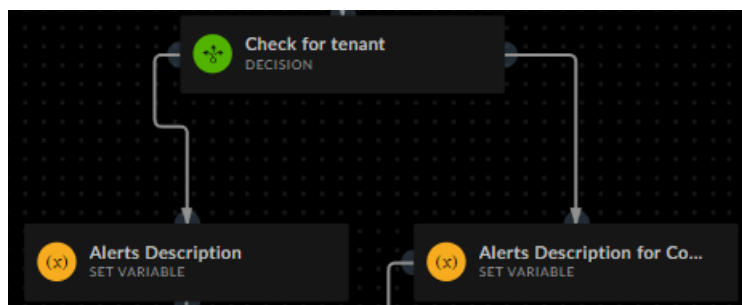 Check for tenant
DECISION
(x)
Alerts Description
SET VARIABLE
(x)
Alerts Description for Co...
SET VARIABLE